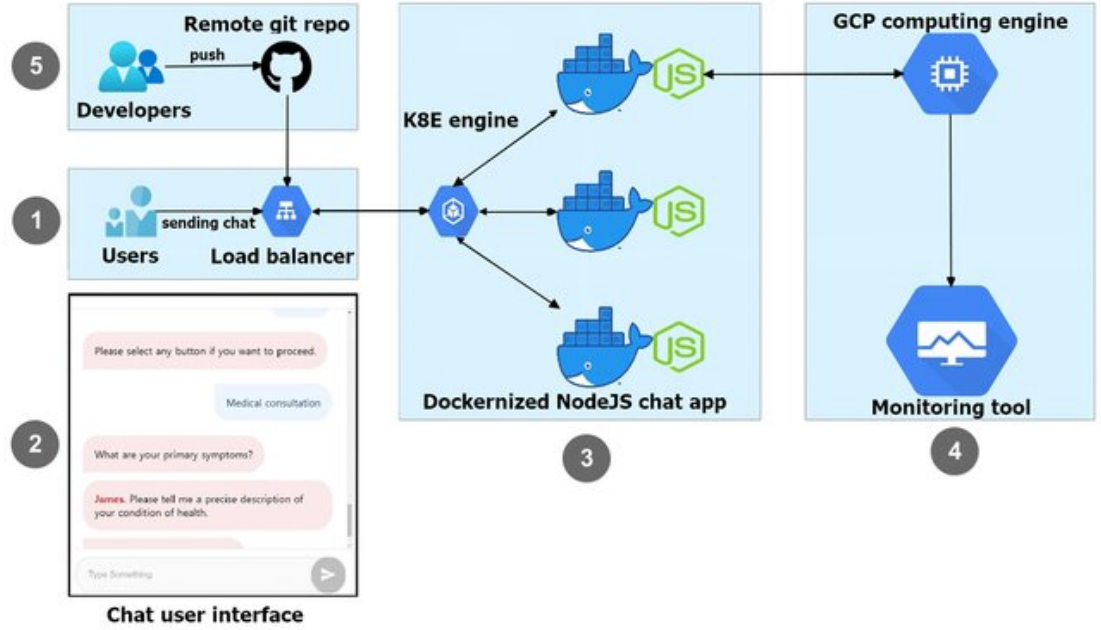 Remote git repo
5
push
Developers
1
sending chat
Users
Load balancer
2
Please select any button if you want to proceed.
Medical consultation
What are your primary symptoms?
James. Please tell me a precise description of
your condition of health.
Type Something
Chat user interface
K8E engine
JS
JS
JS
Dockernized NodeJS chat app
3
GCP computing engine
Monitoring tool
4